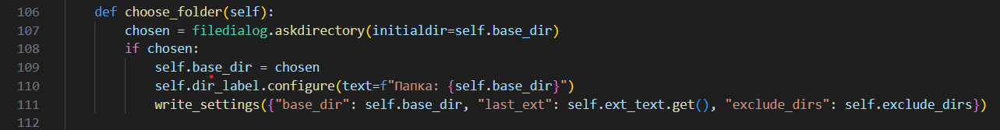 106 def choose_folder(self):
107 chosen = filedialog.askdirectory(initialdir=self.base_dir)
108 if chosen:
109 self.base_dir = chosen
110 self.dir_label.configure(text=f"Папка: {self.base_dir}")
111 write_settings({"base_dir": self.base_dir, "last_ext": self.ext_text.get(), "exclude_dirs": self.exclude_dirs})
112